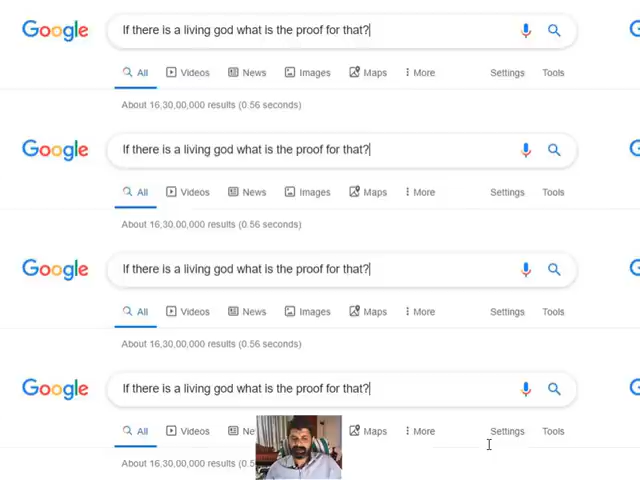 Google If there is a living god what is the proof for that?
All Videos News Images Maps More Settings Tools
About 16,30,00,000 results (0.56 seconds)
Google If there is a living god what is the proof for that?
All Videos News Images Maps More Settings Tools
About 16,30,00,000 results (0.56 seconds)
Google If there is a living god what is the proof for that?
All Videos News Images Maps More Settings Tools
About 16,30,00,000 results (0.56 seconds)
Google If there is a living god what is the proof for that?
All Videos Maps More Settings Tools
About 16,30,00,000 results